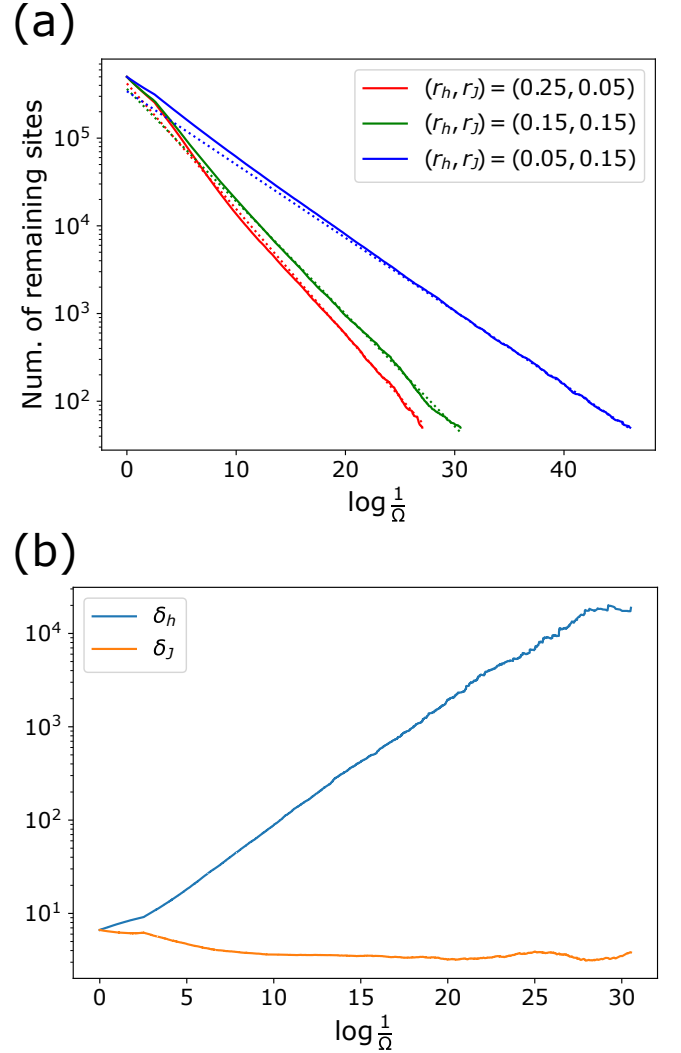 (a)
Num. of remaining sites
10^5
10^4
10^3
10^2
(r_h, r_J) = (0.25, 0.05)
(r_h, r_J) = (0.15, 0.15)
(r_h, r_J) = (0.05, 0.15)
0 10 20 30 40
log 1/Ω
(b)
10^4
10^3
10^2
10^1
δ_h
δ_J
0 5 10 15 20 25 30
log 1/Ω